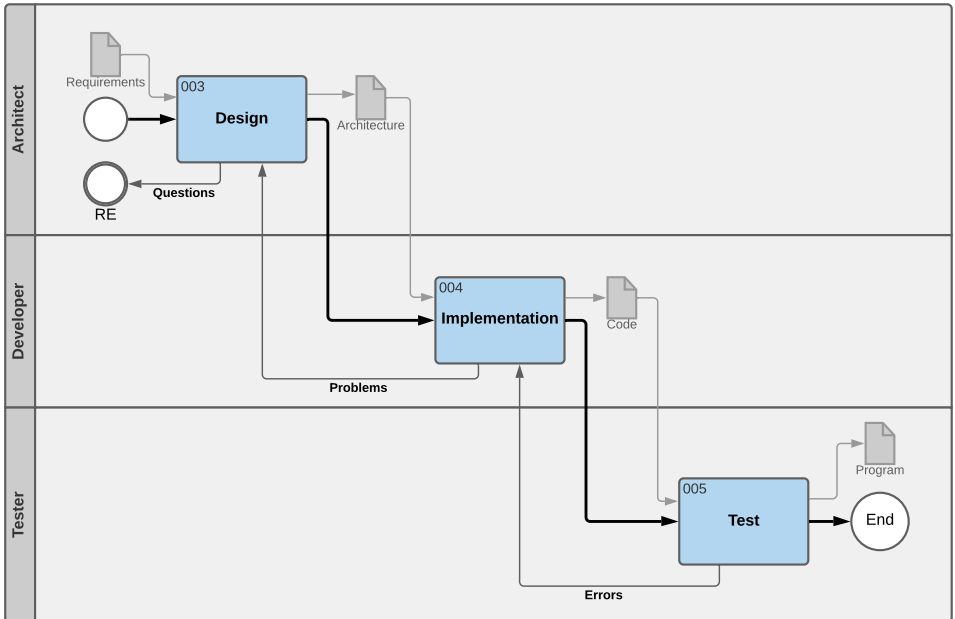 Architect
Requirements
003
Design
Architecture
Questions
RE
Developer
004
Implementation
Code
Problems
Tester
Program
005
Test
End
Errors